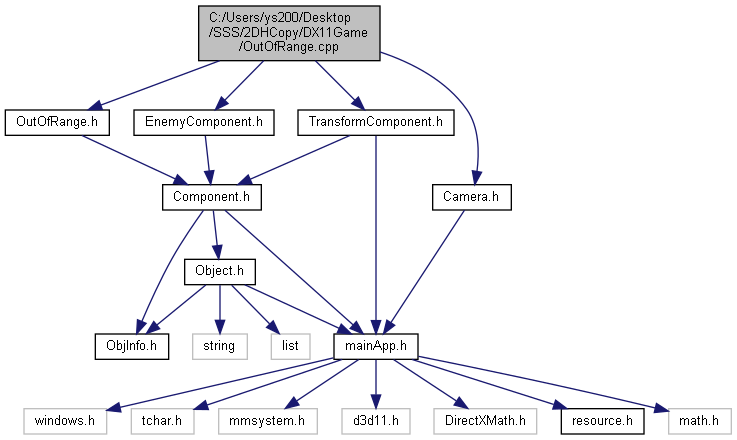 C:/Users/ys200/Desktop
/SSS/2DHCopy/DX11Game
/OutOfRange.cpp
OutOfRange.h
EnemyComponent.h
TransformComponent.h
Component.h
Camera.h
Object.h
ObjInfo.h
string
list
mainApp.h
windows.h
tchar.h
mmsystem.h
d3d11.h
DirectXMath.h
resource.h
math.h